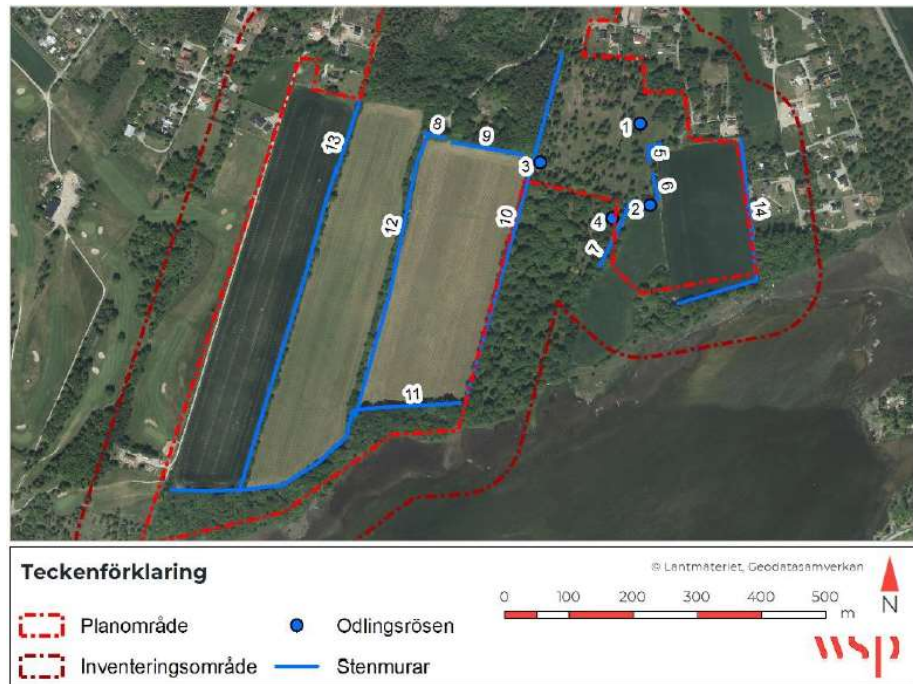 1
8
9
5
13
3
6
12
10
2
14
4
7
11
Teckenförklaring
© Lantmäteriet, Geodatasamverkan
0 100 200 300 400 500
m
N
Planområde
Odlingsrösen
Inventeringsområde
Stenmurar
wsp